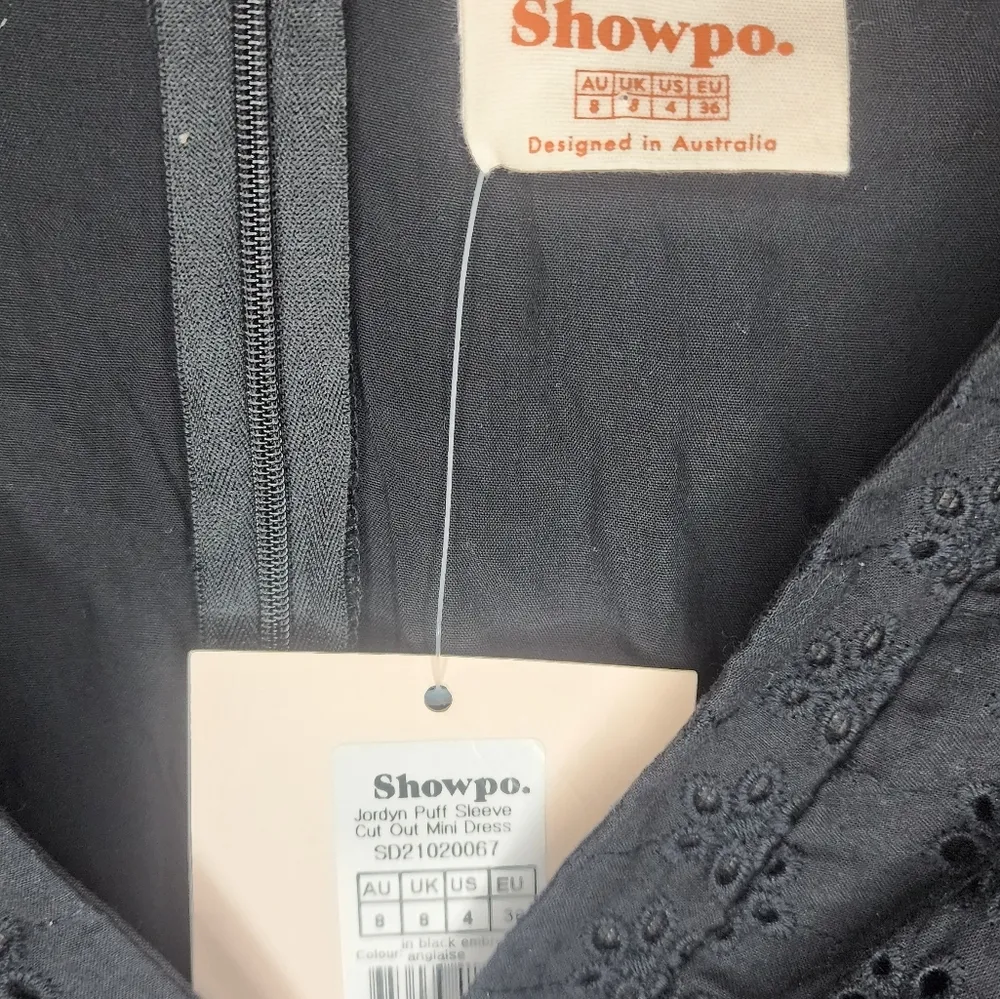 Showpo.
AU UK US EU
8 8 4 36
Designed in Australia
Showpo.
Jordyn Puff Sleeve
Cut Out Mini Dress
SD21020067
AU UK US EU
8 8 4
in black embr
Colour: anglaise